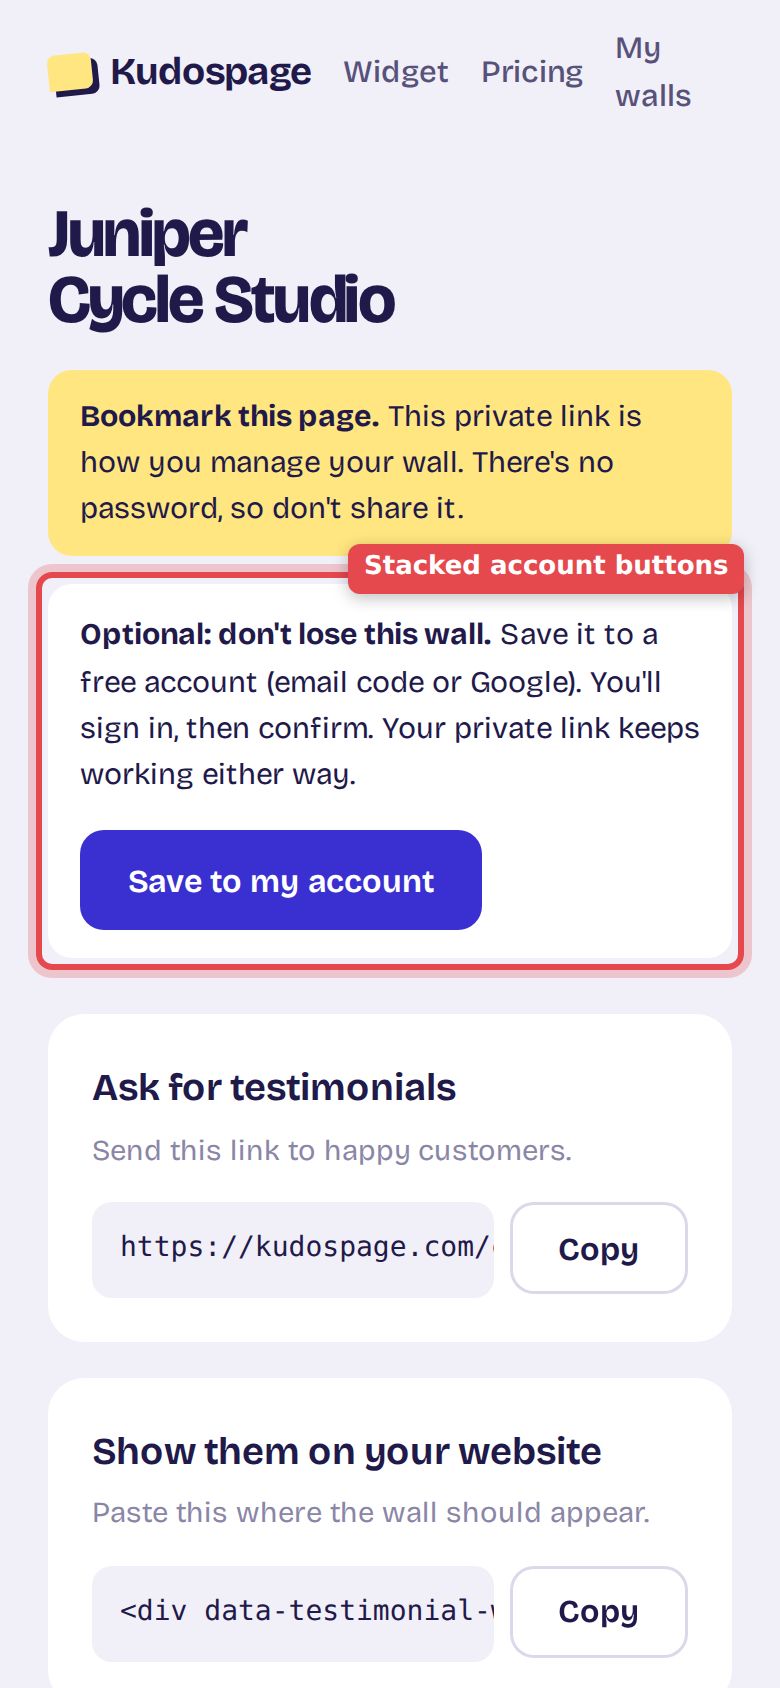 Kudospage Widget Pricing My walls
Juniper
Cycle Studio
Bookmark this page. This private link is
how you manage your wall. There's no
password, so don't share it.
Stacked account buttons
Optional: don't lose this wall. Save it to a
free account (email code or Google). You'll
sign in, then confirm. Your private link keeps
working either way.
Save to my account
Ask for testimonials
Send this link to happy customers.
https://kudospage.com/ Copy
Show them on your website
Paste this where the wall should appear.
<div data-testimonial- Copy